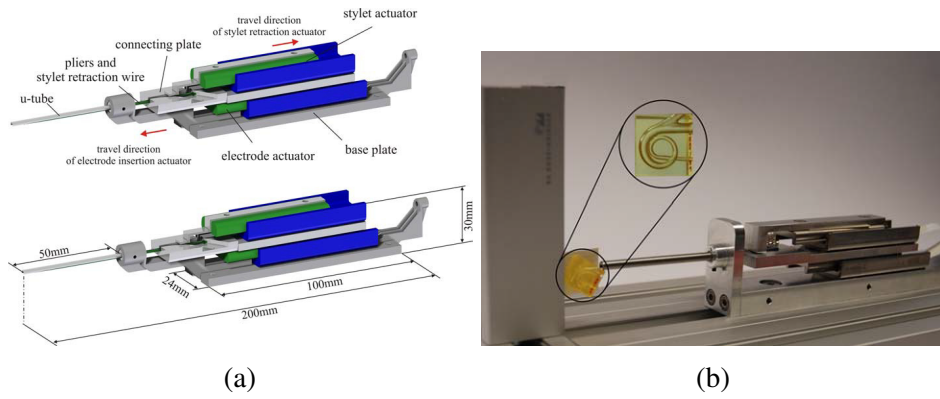 stylet actuator
travel direction
of stylet retraction actuator
connecting plate
pliers and
stylet retraction wire
u-tube
travel direction
of electrode insertion actuator
electrode actuator
base plate
50mm
30mm
24mm
100mm
200mm
(a)
(b)